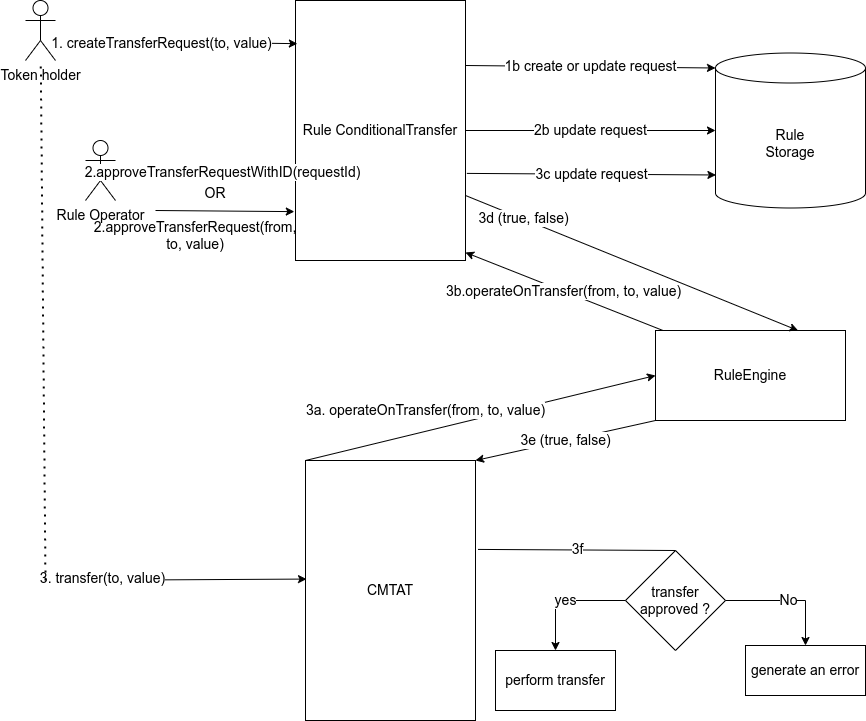 1. createTransferRequest(to, value)
Token holder
1b create or update request
Rule ConditionalTransfer
2b update request
Rule
Storage
2.approveTransferRequestWithID(requestId)
3c update request
OR
Rule Operator
2.approveTransferRequest(from,
to, value)
3d (true, false)
3b.operateOnTransfer(from, to, value)
RuleEngine
3a. operateOnTransfer(from, to, value)
3e (true, false)
3f
3. transfer(to, value)
CMTAT
transfer
approved ?
yes
No
perform transfer
generate an error